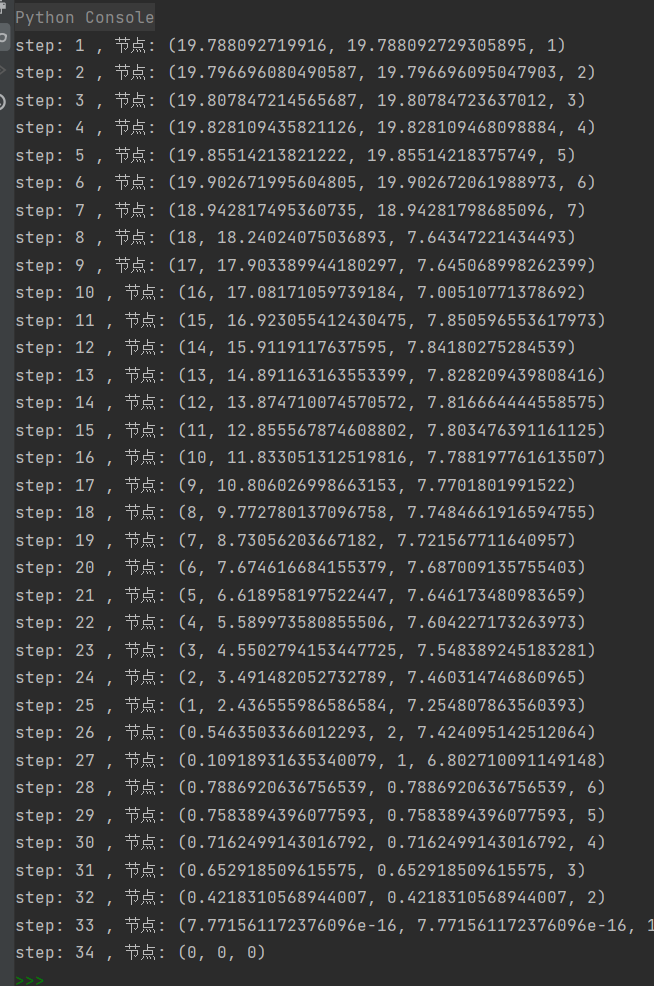 Python Console
step: 1 , 节点: (19.788092719916, 19.788092729305895, 1)
step: 2 , 节点: (19.796696080490587, 19.796696095047903, 2)
step: 3 , 节点: (19.807847214565687, 19.80784723637012, 3)
step: 4 , 节点: (19.828109435821126, 19.828109468098884, 4)
step: 5 , 节点: (19.85514213821222, 19.85514218375749, 5)
step: 6 , 节点: (19.902671995604805, 19.902672061988973, 6)
step: 7 , 节点: (18.942817495360735, 18.94281798685096, 7)
step: 8 , 节点: (18, 18.24024075036893, 7.64347221434493)
step: 9 , 节点: (17, 17.903389944180297, 7.645068998262399)
step: 10 , 节点: (16, 17.08171059739184, 7.00510771378692)
step: 11 , 节点: (15, 16.923055412430475, 7.850596553617973)
step: 12 , 节点: (14, 15.9119117637595, 7.84180275284539)
step: 13 , 节点: (13, 14.891163163553399, 7.828209439808416)
step: 14 , 节点: (12, 13.874710074570572, 7.816664444558575)
step: 15 , 节点: (11, 12.855567874608802, 7.803476391161125)
step: 16 , 节点: (10, 11.833051312519816, 7.788197761613507)
step: 17 , 节点: (9, 10.806026998663153, 7.7701801991522)
step: 18 , 节点: (8, 9.772780137096758, 7.7484661916594755)
step: 19 , 节点: (7, 8.73056203667182, 7.721567711640957)
step: 20 , 节点: (6, 7.674616684155379, 7.687009135755403)
step: 21 , 节点: (5, 6.618958197522447, 7.646173480983659)
step: 22 , 节点: (4, 5.589973580855506, 7.604227173263973)
step: 23 , 节点: (3, 4.5502794153447725, 7.548389245183281)
step: 24 , 节点: (2, 3.491482052732789, 7.460314746860965)
step: 25 , 节点: (1, 2.436555986586584, 7.254807863560393)
step: 26 , 节点: (0.5463503366012293, 2, 7.424095142512064)
step: 27 , 节点: (0.10918931635340079, 1, 6.802710091149148)
step: 28 , 节点: (0.7886920636756539, 0.7886920636756539, 6)
step: 29 , 节点: (0.7583894396077593, 0.7583894396077593, 5)
step: 30 , 节点: (0.7162499143016792, 0.7162499143016792, 4)
step: 31 , 节点: (0.652918509615575, 0.652918509615575, 3)
step: 32 , 节点: (0.4218310568944007, 0.4218310568944007, 2)
step: 33 , 节点: (7.771561172376096e-16, 7.771561172376096e-16, 1
step: 34 , 节点: (0, 0, 0)
>>>